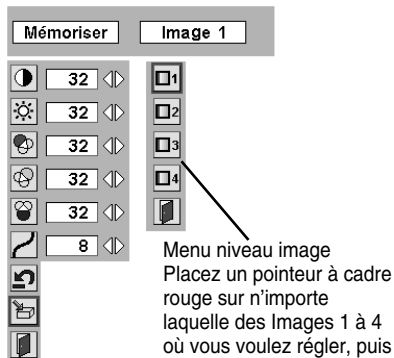 Mémoriser Image 1
32 1
32 2
32 3
32 4
32
8
Menu niveau image
Placez un pointeur à cadre
rouge sur n'importe
laquelle des Images 1 à 4
où vous voulez régler, puis